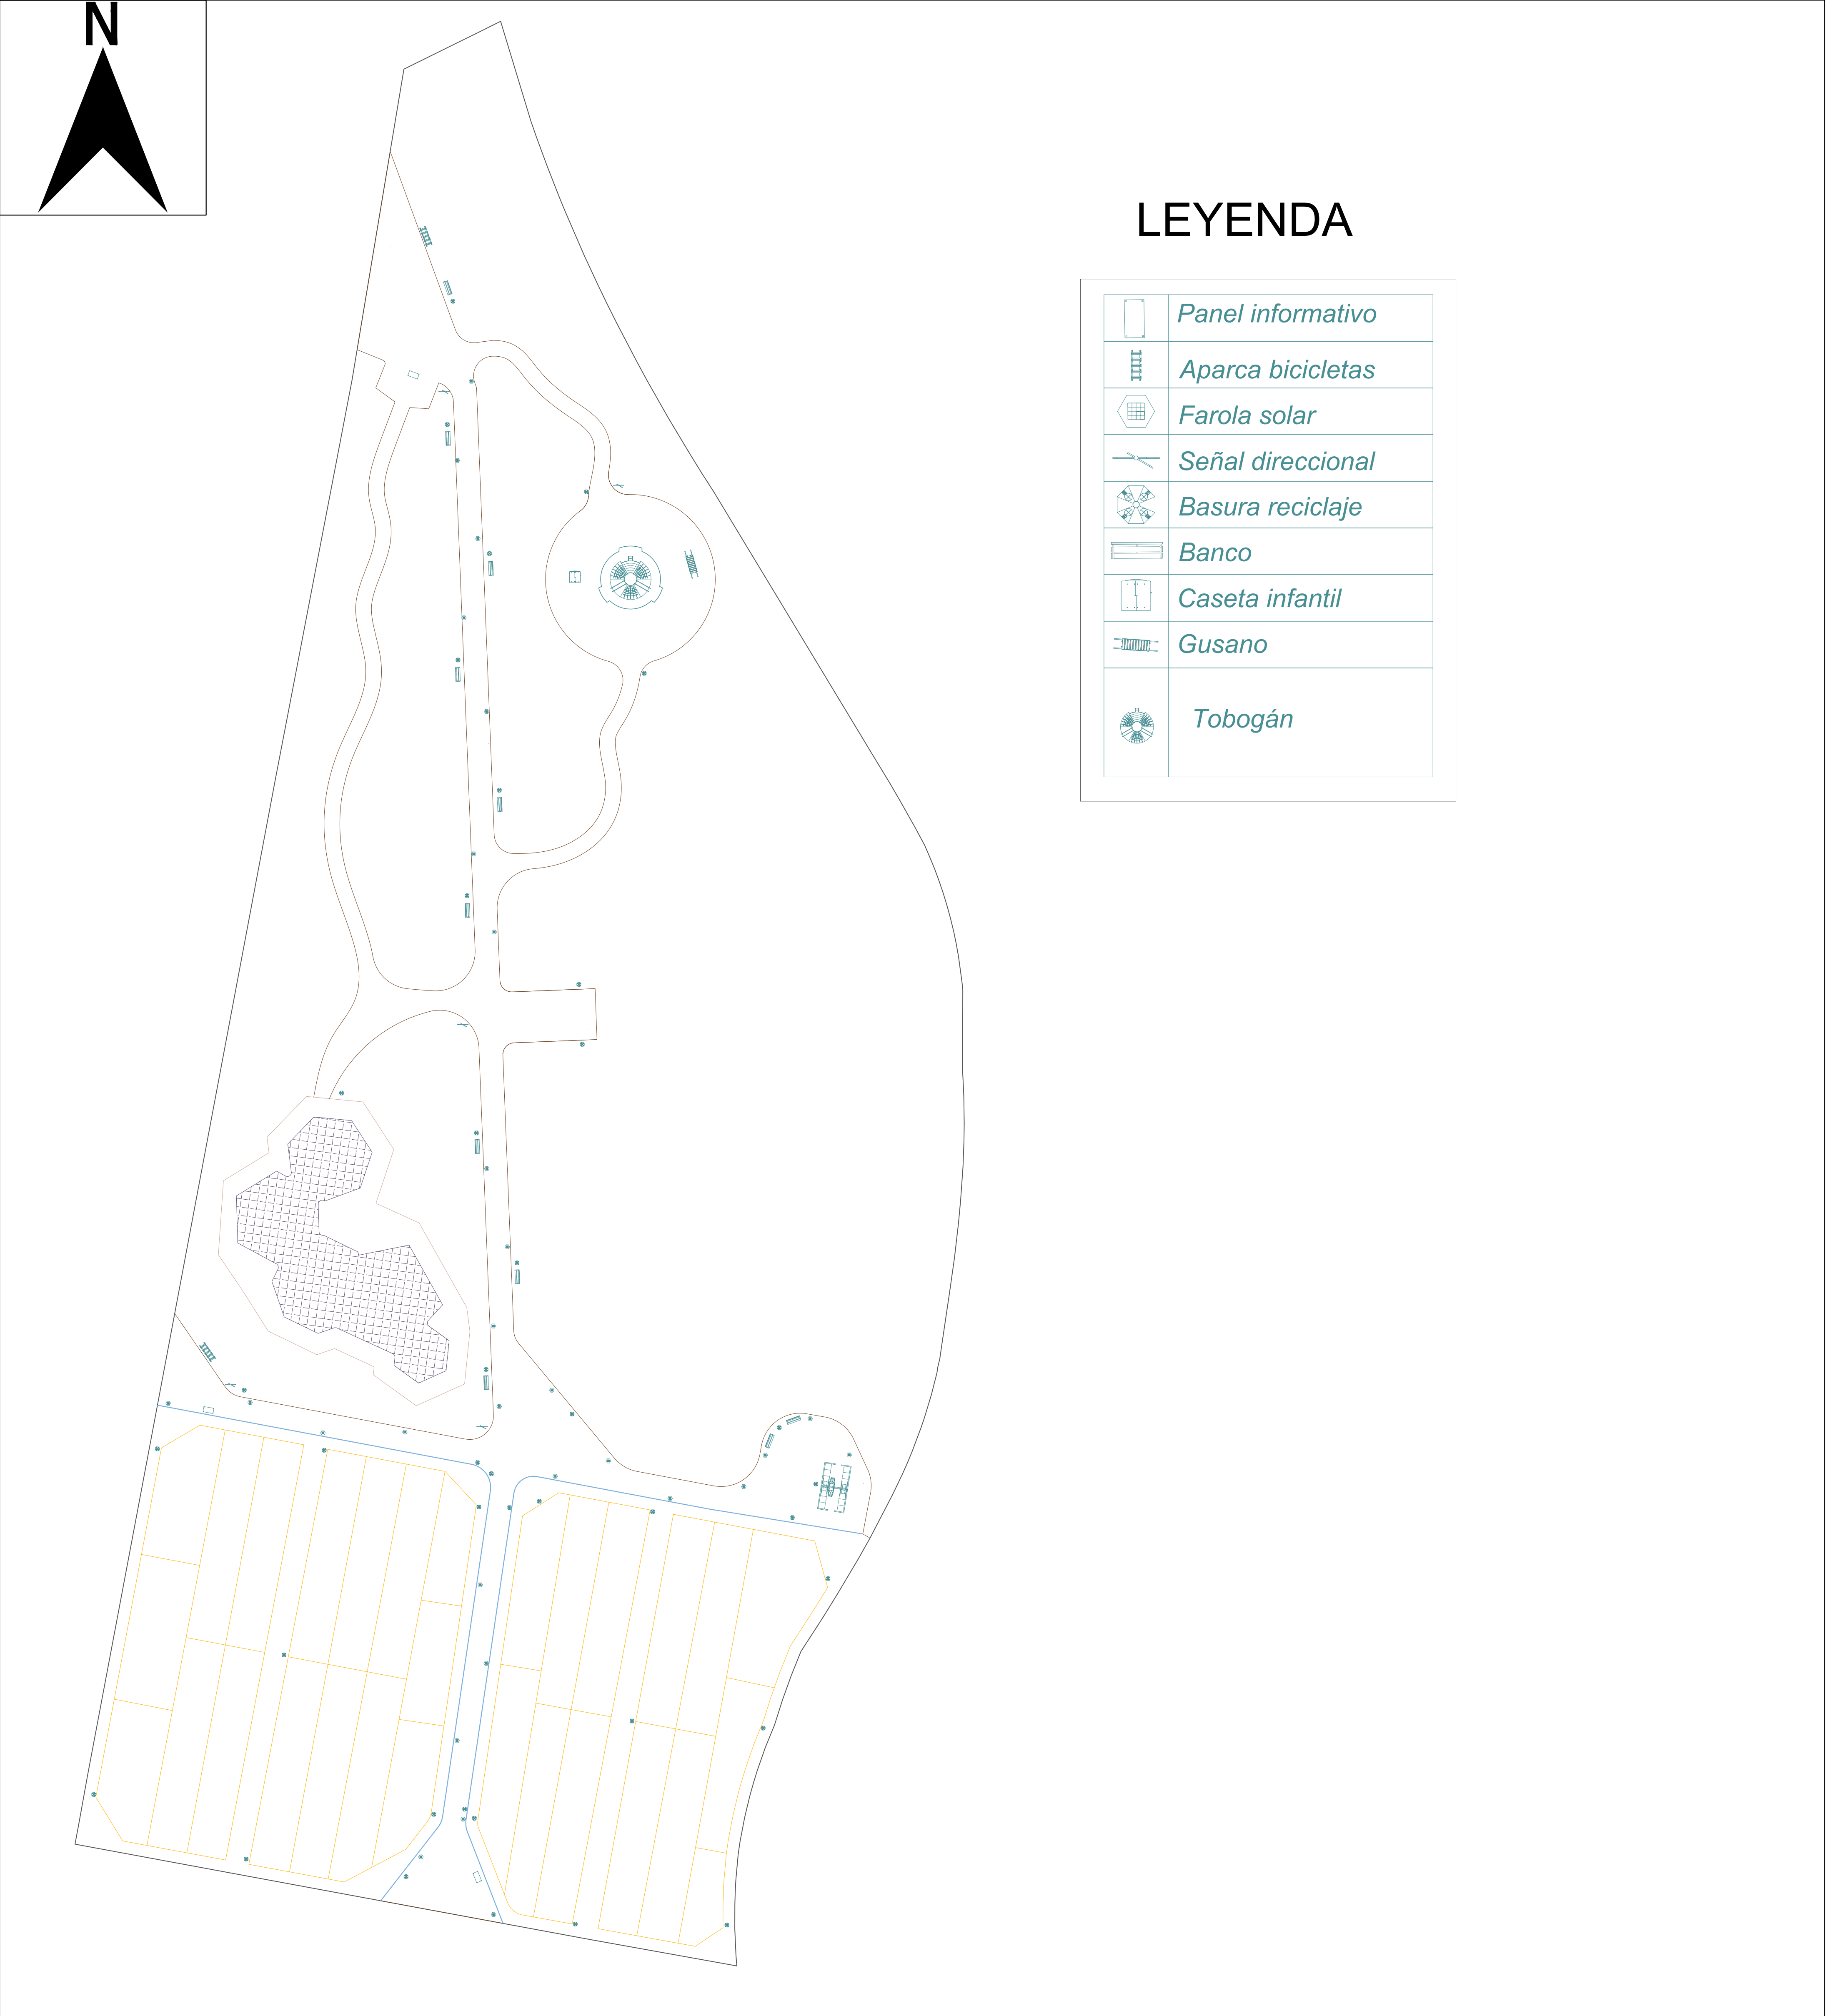 N
LEYENDA
Panel informativo
Aparca bicicletas
Farola solar
Señal direccional
Basura reciclaje
Banco
Caseta infantil
Gusano
Tobogán